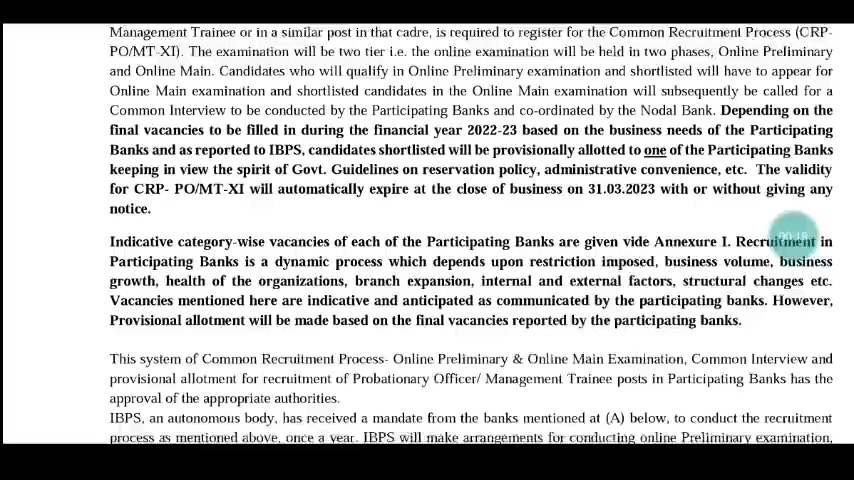 Management Trainee or in a similar post in that cadre, is required to register for the Common Recruitment Process (CRP-
PO/MT-XI). The examination will be two tier i.e. the online examination will be held in two phases, Online Preliminary
and Online Main. Candidates who will qualify in Online Preliminary examination and shortlisted will have to appear for
Online Main examination and shortlisted candidates in the Online Main examination will subsequently be called for a
Common Interview to be conducted by the Participating Banks and co-ordinated by the Nodal Bank. Depending on the
final vacancies to be filled in during the financial year 2022-23 based on the business needs of the Participating
Banks and as reported to IBPS, candidates shortlisted will be provisionally allotted to one of the Participating Banks
keeping in view the spirit of Govt. Guidelines on reservation policy, administrative convenience, etc. The validity
for CRP- PO/MT-XI will automatically expire at the close of business on 31.03.2023 with or without giving any
notice.
Indicative category-wise vacancies of each of the Participating Banks are given vide Annexure I. Recruitment in
Participating Banks is a dynamic process which depends upon restriction imposed, business volume, business
growth, health of the organizations, branch expansion, internal and external factors, structural changes etc.
Vacancies mentioned here are indicative and anticipated as communicated by the participating banks. However,
Provisional allotment will be made based on the final vacancies reported by the participating banks.
This system of Common Recruitment Process- Online Preliminary & Online Main Examination, Common Interview and
provisional allotment for recruitment of Probationary Officer/ Management Trainee posts in Participating Banks has the
approval of the appropriate authorities.
IBPS, an autonomous body, has received a mandate from the banks mentioned at (A) below, to conduct the recruitment
process as mentioned above, once a year. IBPS will make arrangements for conducting online Preliminary examination,